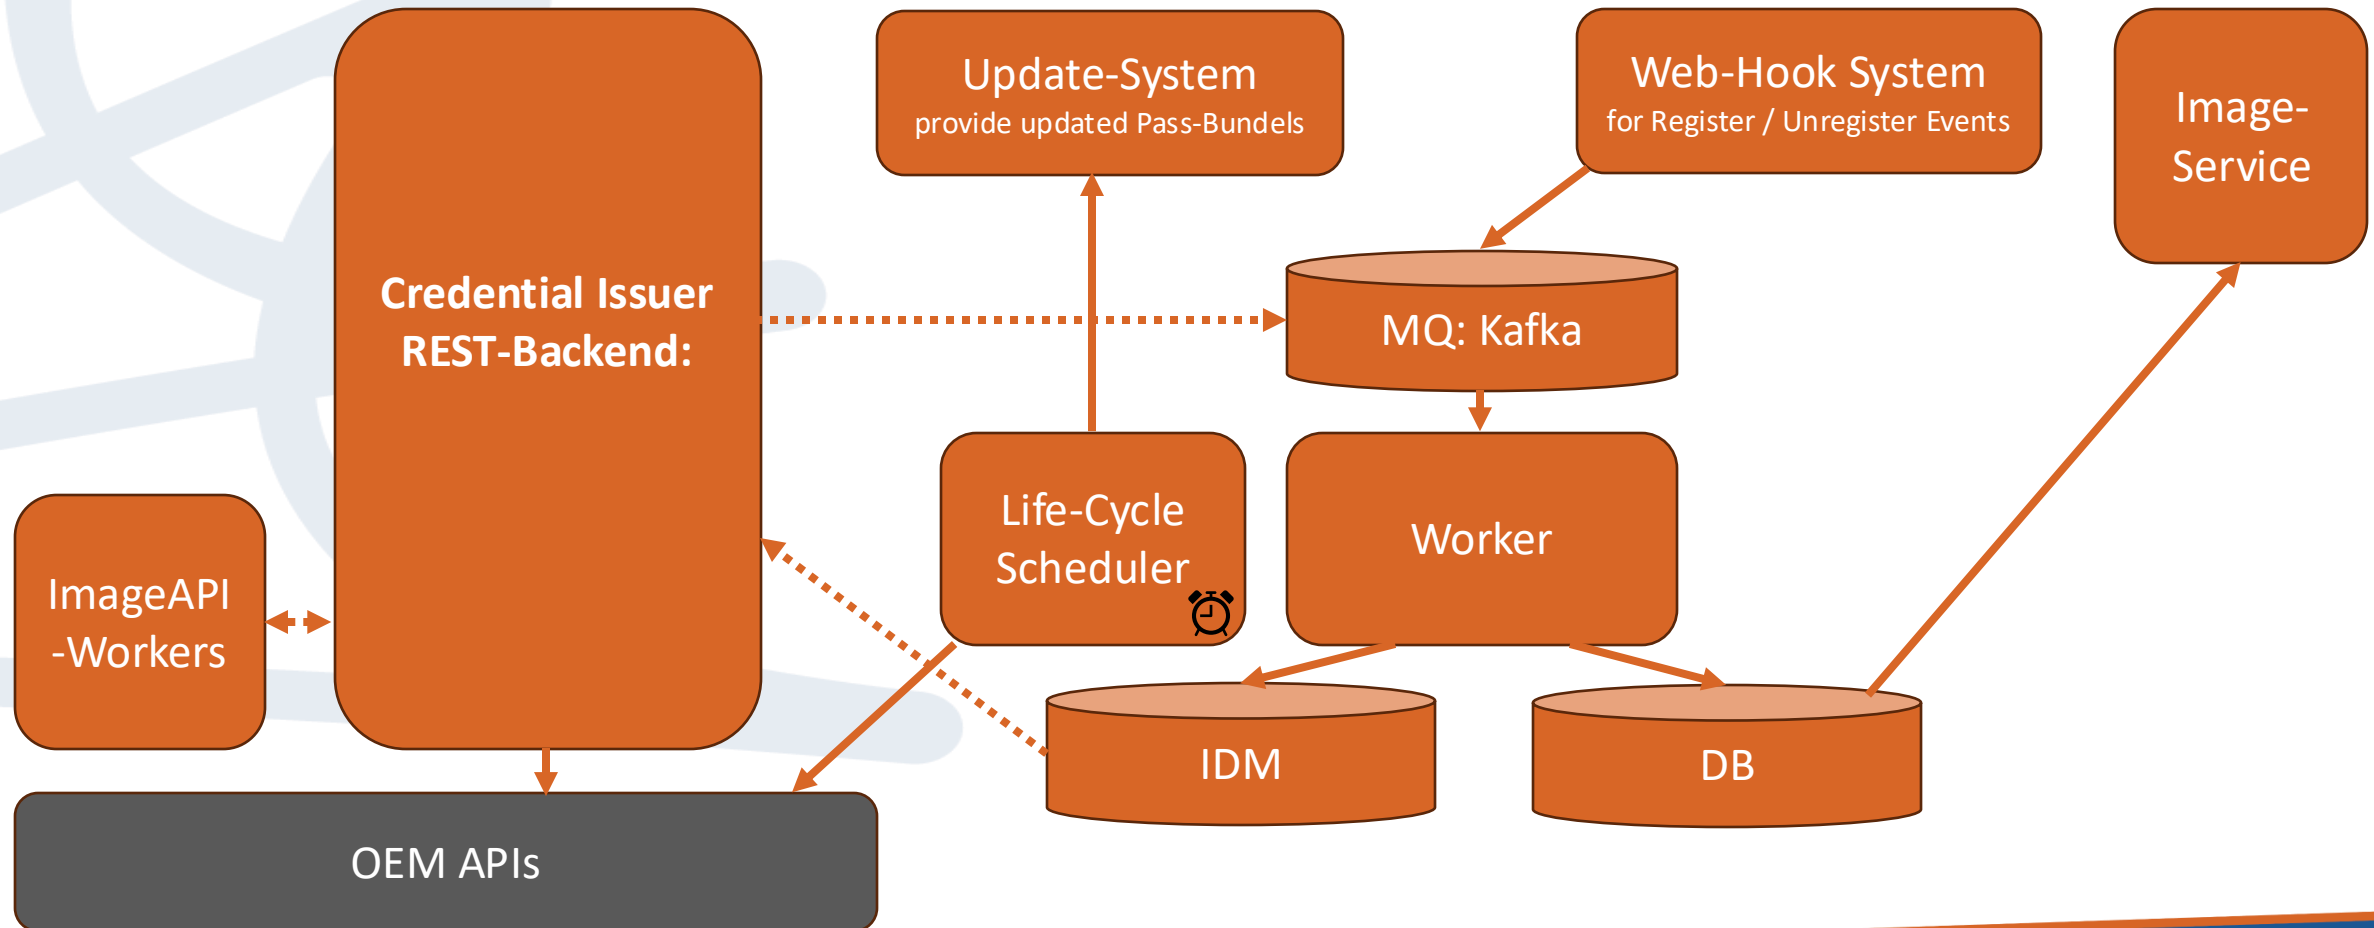 Credential Issuer
REST-Backend:
Update-System
provide updated Pass-Bundels
Web-Hook System
for Register / Unregister Events
Image-
Service
MQ: Kafka
Life-Cycle
Scheduler
Worker
ImageAPI
-Workers
IDM
DB
OEM APIs